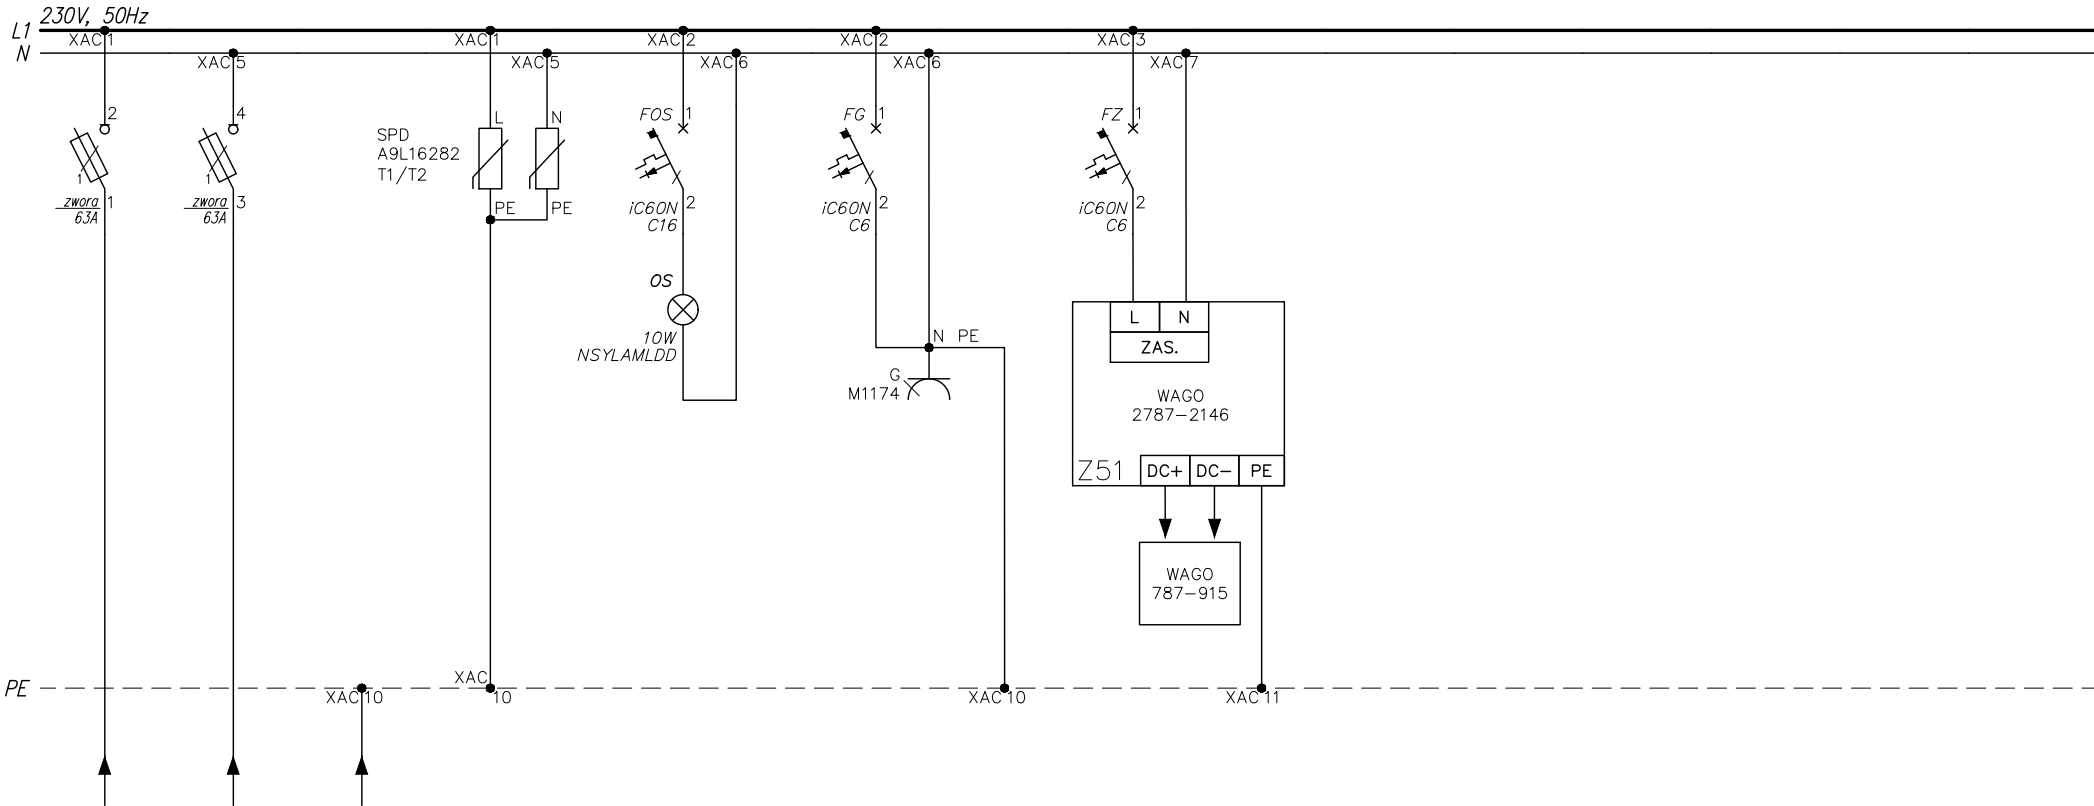 230V, 50Hz
L1
N
XAC 1
XAC 5
XAC 1
XAC 5
XAC 2
XAC 6
XAC 2
XAC 6
XAC 3
XAC 7
2
1
zwora
63A
1
4
1
zwora
63A
3
SPD
A9L16282
T1/T2
L
N
PE
PE
FOS
1
iC60N
C16
2
OS
10W
NSYLAMLDD
FG
1
iC60N
C6
2
N
PE
G
M1174
FZ
1
iC60N
C6
2
L
N
ZAS.
WAGO
2787-2146
Z51
DC+
DC-
PE
WAGO
787-915
PE
XAC 10
XAC
10
XAC 10
XAC 11